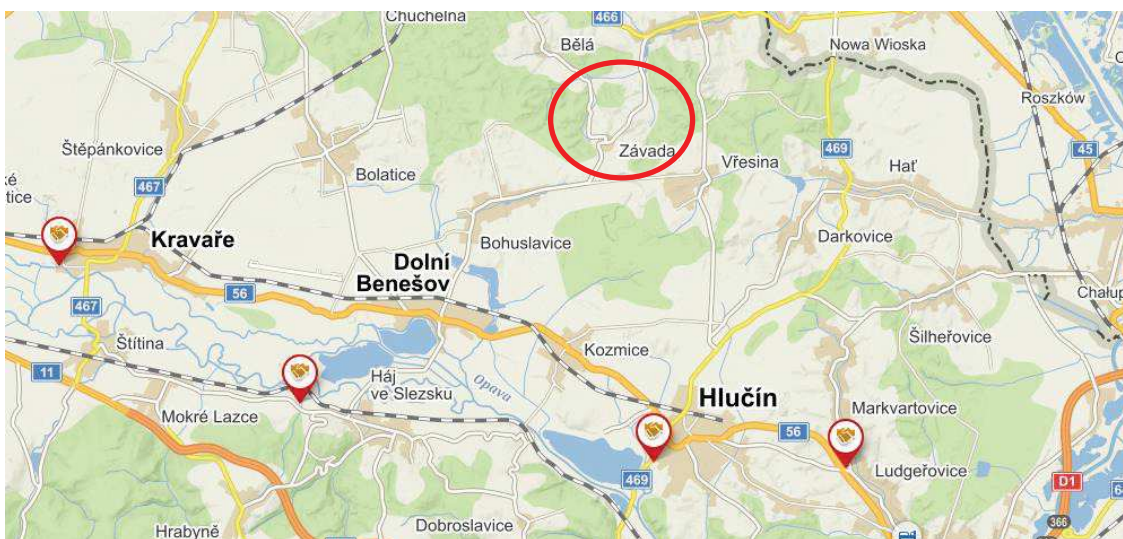 Chuchelná
466
Bělá
Nowa Wioska
Roszków
45
Štěpánkovice
467
Bolatice
Závada
Vřesina
469
Hať
ké
tice
Kravaře
Bohuslavice
Darkovice
Dolní
Benešov
56
467
Chałup
Štítina
11
Kozmice
Šilheřovice
Háj
ve Slezsku
Opava
Mokré Lazce
Hlučín
Markvartovice
56
469
Ludgeřovice
D1
64
366
Hrabyně
Dobroslavice